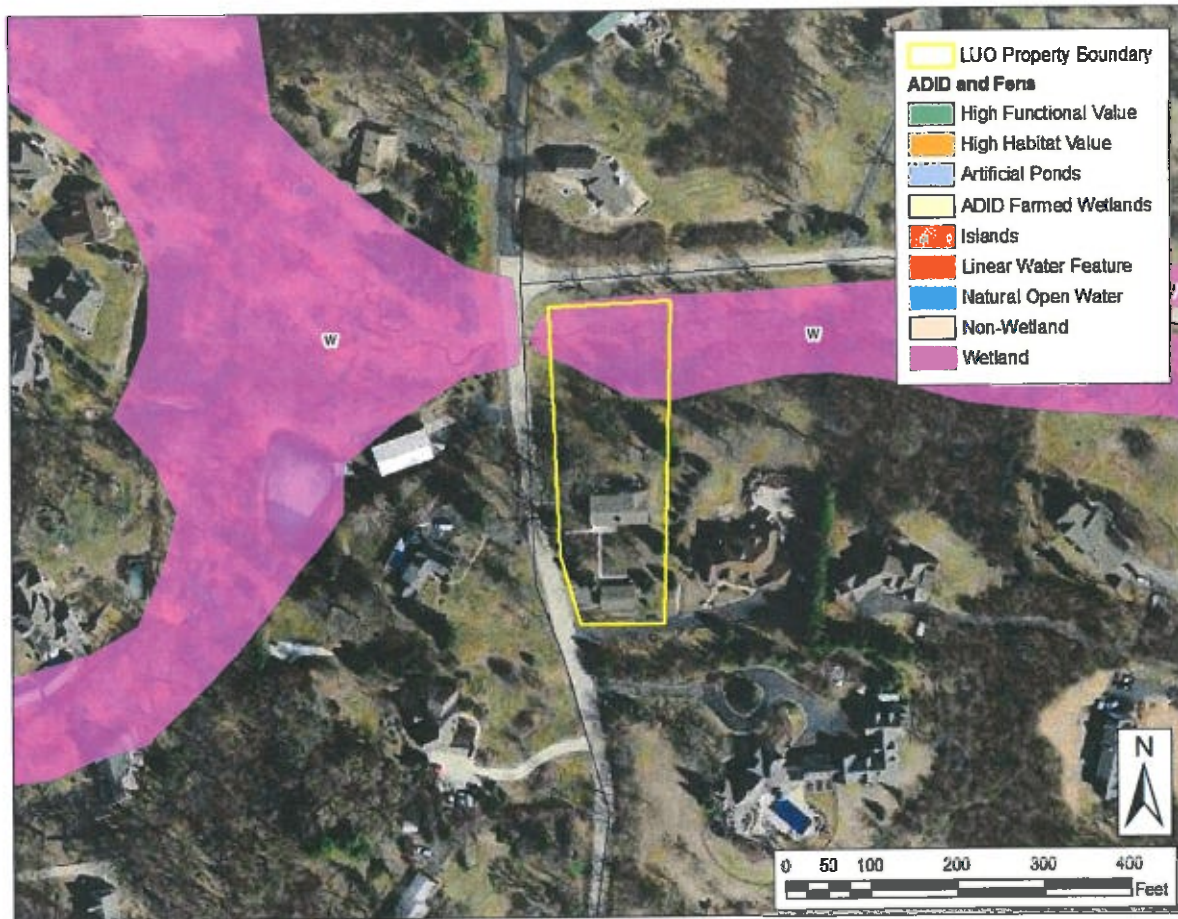 LUO Property Boundary
ADID and Fens
High Functional Value
High Habitat Value
Artificial Ponds
ADID Farmed Wetlands
Islands
Linear Water Feature
Natural Open Water
Non-Wetland
Wetland
W
W
N
0 50 100 200 300 400
Feet